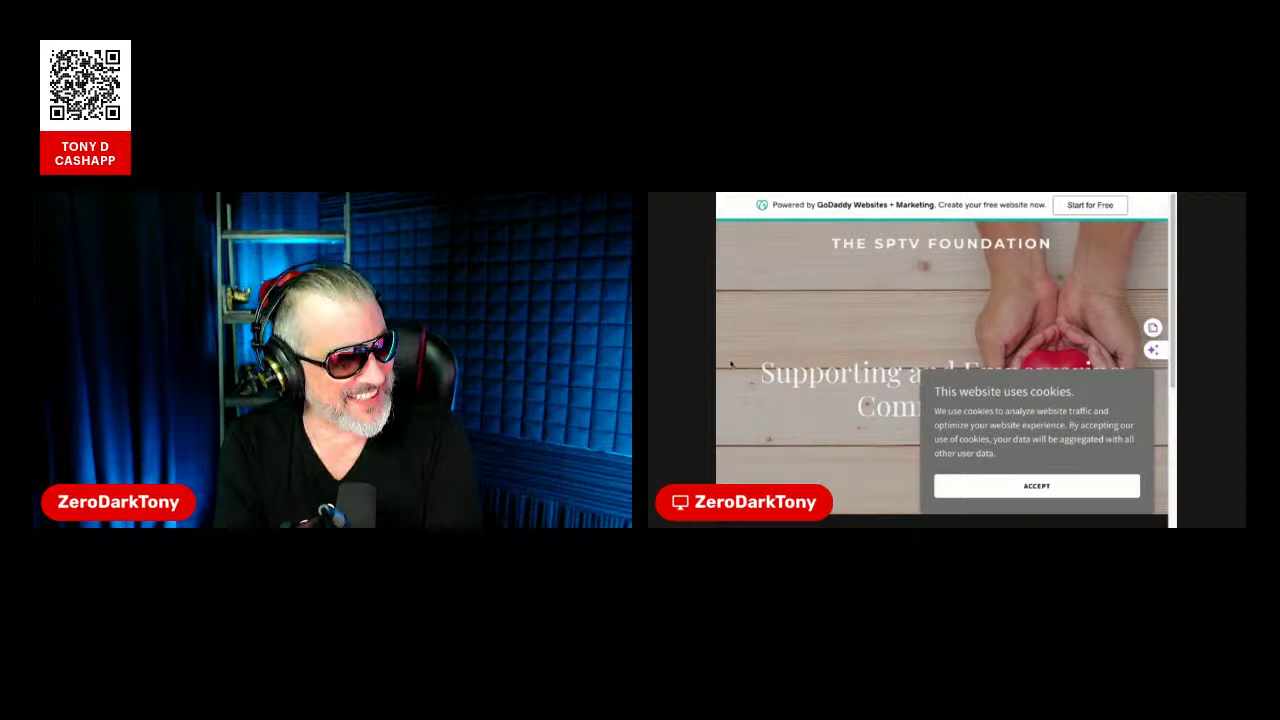 TONY D
CASHAPP
Powered by GoDaddy Websites + Marketing. Create your free website now.
Start for Free
THE SPTV FOUNDATION
Supporting and
This website uses cookies.
We use cookies to analyze website traffic and
optimize your website experience. By accepting our
use of cookies, your data will be aggregated with all
other user data.
ACCEPT
ZeroDarkTony
ZeroDarkTony